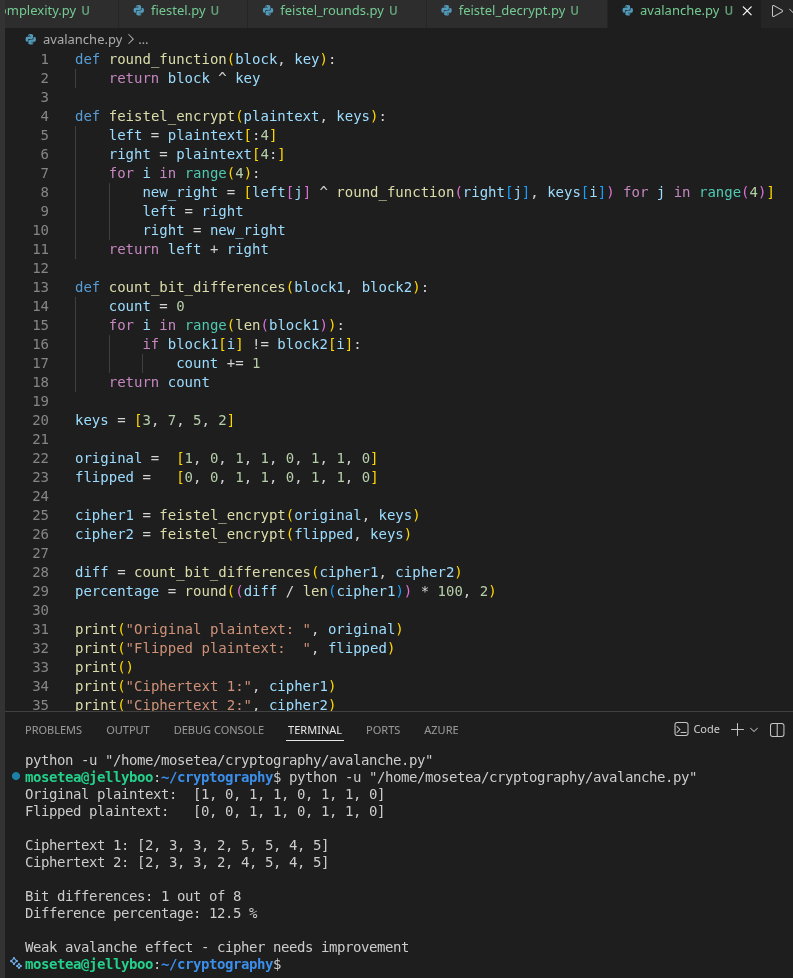 mplexity.py U fiestel.py U feistel_rounds.py U feistel_decrypt.py U avalanche.py U
avalanche.py > ...
1 def round_function(block, key):
2     return block ^ key
3
4 def feistel_encrypt(plaintext, keys):
5     left = plaintext[:4]
6     right = plaintext[4:]
7     for i in range(4):
8         new_right = [left[j] ^ round_function(right[j], keys[i]) for j in range(4)]
9         left = right
10         right = new_right
11     return left + right
12
13 def count_bit_differences(block1, block2):
14     count = 0
15     for i in range(len(block1)):
16         if block1[i] != block2[i]:
17             count += 1
18     return count
19
20 keys = [3, 7, 5, 2]
21
22 original =  [1, 0, 1, 1, 0, 1, 1, 0]
23 flipped =   [0, 0, 1, 1, 0, 1, 1, 0]
24
25 cipher1 = feistel_encrypt(original, keys)
26 cipher2 = feistel_encrypt(flipped, keys)
27
28 diff = count_bit_differences(cipher1, cipher2)
29 percentage = round((diff / len(cipher1)) * 100, 2)
30
31 print("Original plaintext: ", original)
32 print("Flipped plaintext:  ", flipped)
33 print()
34 print("Ciphertext 1:", cipher1)
35 print("Ciphertext 2:", cipher2)
PROBLEMS OUTPUT DEBUG CONSOLE TERMINAL PORTS AZURE Code
python -u "/home/mosetea/cryptography/avalanche.py"
mosetea@jellyboo:~/cryptography$ python -u "/home/mosetea/cryptography/avalanche.py"
Original plaintext:  [1, 0, 1, 1, 0, 1, 1, 0]
Flipped plaintext:   [0, 0, 1, 1, 0, 1, 1, 0]

Ciphertext 1: [2, 3, 3, 2, 5, 5, 4, 5]
Ciphertext 2: [2, 3, 3, 2, 4, 5, 4, 5]

Bit differences: 1 out of 8
Difference percentage: 12.5 %

Weak avalanche effect - cipher needs improvement
mosetea@jellyboo:~/cryptography$